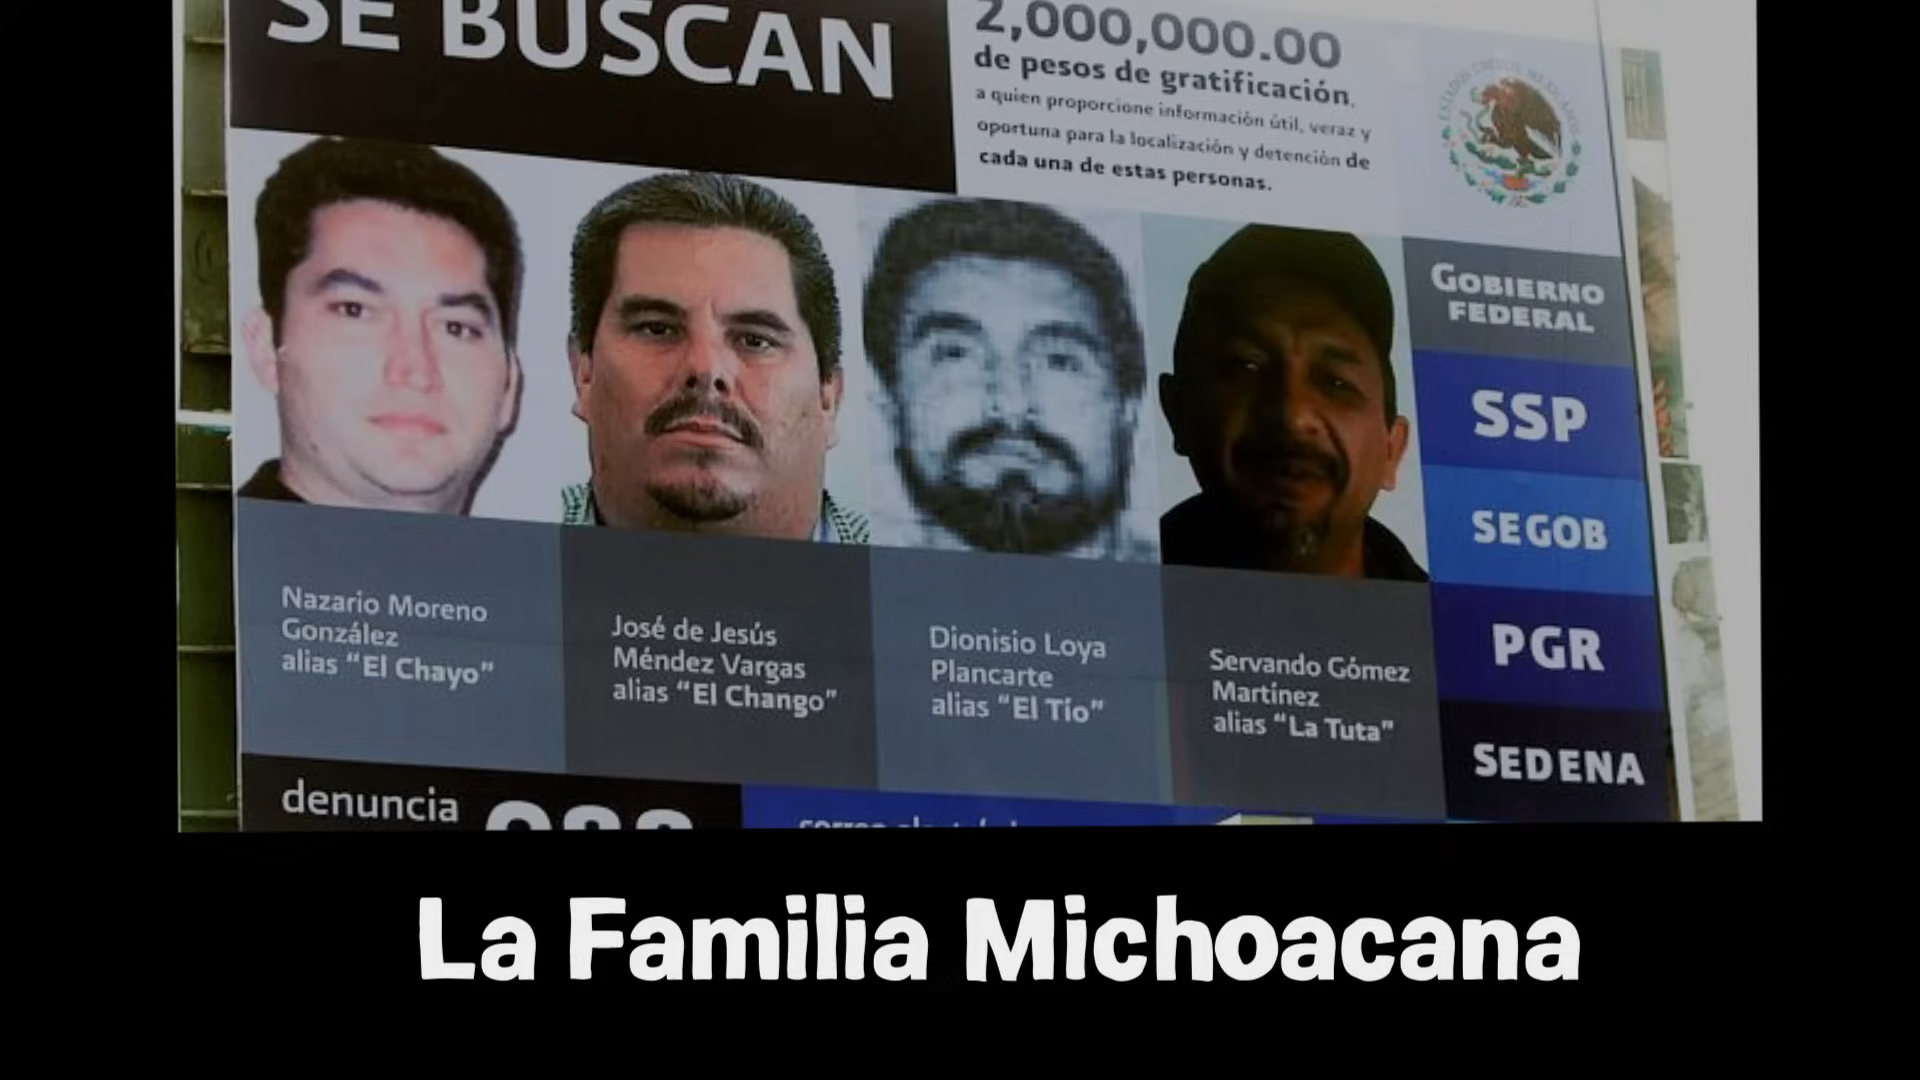 SE BUSCAN
2,000,000.00
de pesos de gratificación,
a quien proporcione información útil, veraz y
oportuna para la localización y detención de
cada una de estas personas.
ESTADOS UNIDOS MEXICANOS
GOBIERNO
FEDERAL
SSP
SEGOB
PGR
SEDENA
Nazario Moreno
González
alias “El Chayo”
José de Jesús
Méndez Vargas
alias “El Chango”
Dionisio Loya
Plancarte
alias “El Tío”
Servando Gómez
Martínez
alias “La Tuta”
denuncia
La Familia Michoacana